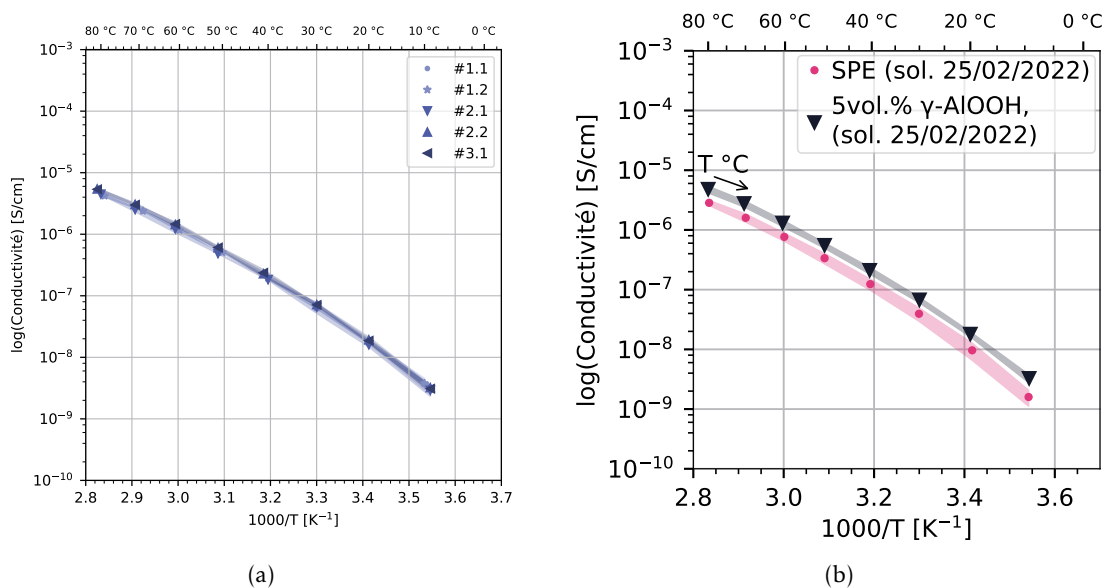 80 °C 70 °C 60 °C 50 °C 40 °C 30 °C 20 °C 10 °C 0 °C
10⁻³
10⁻⁴
10⁻⁵
10⁻⁶
10⁻⁷
10⁻⁸
10⁻⁹
10⁻¹⁰
log(Conductivité) [S/cm]
#1.1
#1.2
#2.1
#2.2
#3.1
2.8 2.9 3.0 3.1 3.2 3.3 3.4 3.5 3.6 3.7
1000/T [K⁻¹]
(a)
80 °C 60 °C 40 °C 20 °C 0 °C
10⁻³
10⁻⁴
10⁻⁵
10⁻⁶
10⁻⁷
10⁻⁸
10⁻⁹
10⁻¹⁰
log(Conductivité) [S/cm]
SPE (sol. 25/02/2022)
5vol.% γ-AlOOH,
(sol. 25/02/2022)
T °C
2.8 3.0 3.2 3.4 3.6
1000/T [K⁻¹]
(b)